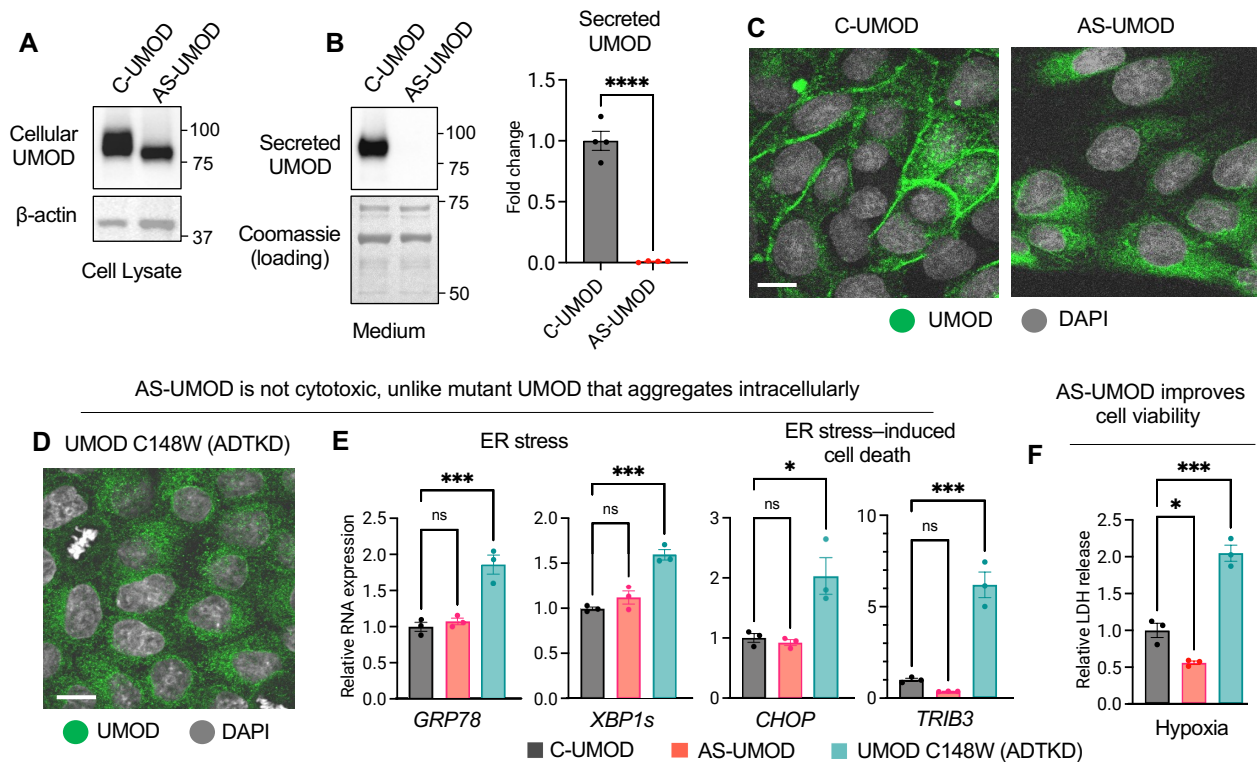 A
C-UMOD
AS-UMOD
Cellular
UMOD
100
75
β-actin
37
Cell Lysate
B
C-UMOD
AS-UMOD
Secreted
UMOD
100
75
Coomassie
(loading)
75
50
Medium
Secreted
UMOD
Fold change
1.5
1.0
0.5
0.0
****
C-UMOD
AS-UMOD
C
C-UMOD
AS-UMOD
UMOD
DAPI
AS-UMOD is not cytotoxic, unlike mutant UMOD that aggregates intracellularly
D
UMOD C148W (ADTKD)
UMOD
DAPI
E
ER stress
ER stress–induced
cell death
Relative RNA expression
2.5
2.0
1.5
1.0
0.5
0.0
***
ns
GRP78
2.0
1.5
1.0
0.5
0.0
***
ns
XBP1s
3
2
1
0
*
ns
CHOP
10
8
6
4
2
0
***
ns
TRIB3
C-UMOD
AS-UMOD
UMOD C148W (ADTKD)
AS-UMOD improves
cell viability
F
Relative LDH release
2.5
2.0
1.5
1.0
0.5
0.0
***
*
Hypoxia